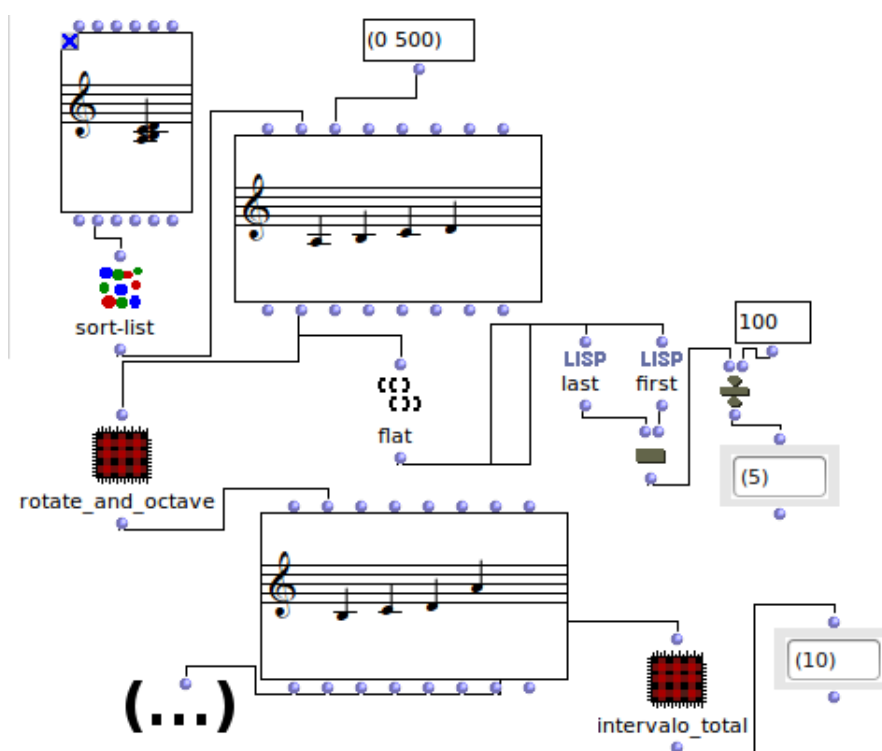 (0 500)
sort-list
100
LISP
LISP
last
first
flat
(5)
rotate_and_octave
(10)
(...)
intervalo_total